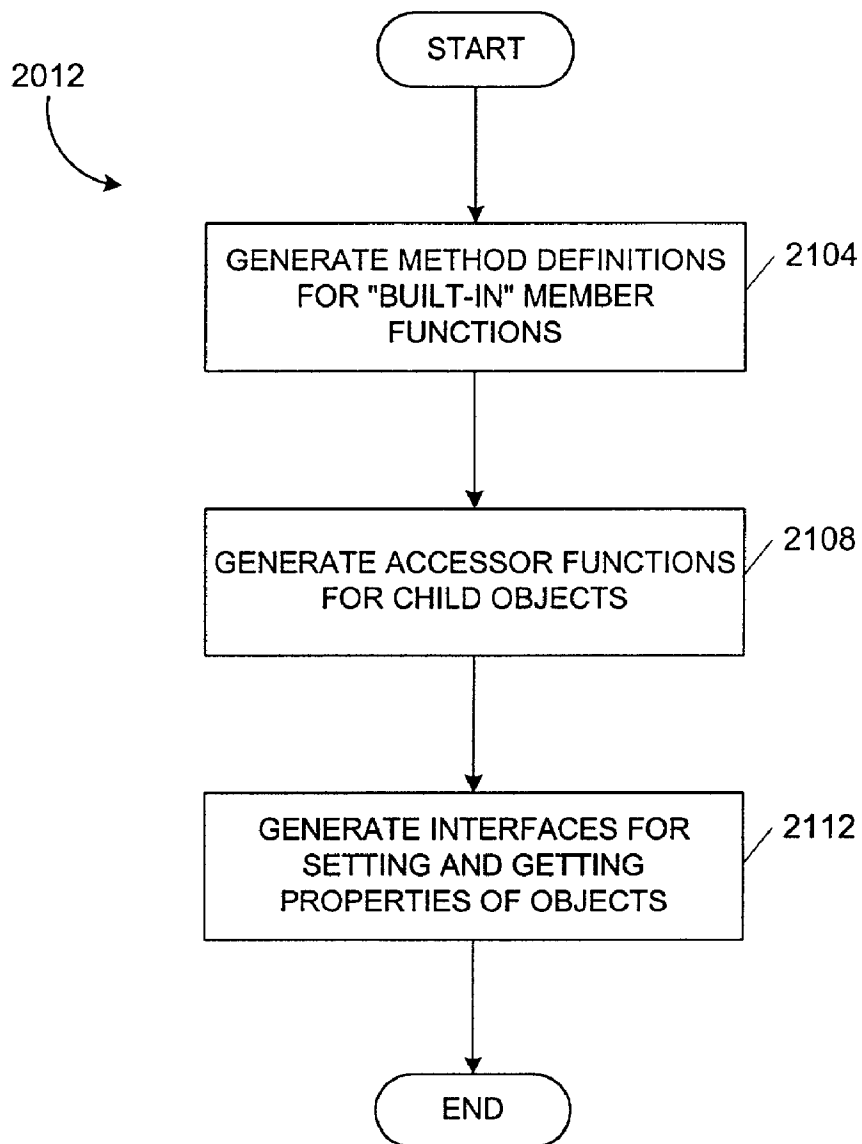 START
2012
GENERATE METHOD DEFINITIONS
FOR "BUILT-IN" MEMBER
FUNCTIONS
2104
GENERATE ACCESSOR FUNCTIONS
FOR CHILD OBJECTS
2108
GENERATE INTERFACES FOR
SETTING AND GETTING
PROPERTIES OF OBJECTS
2112
END